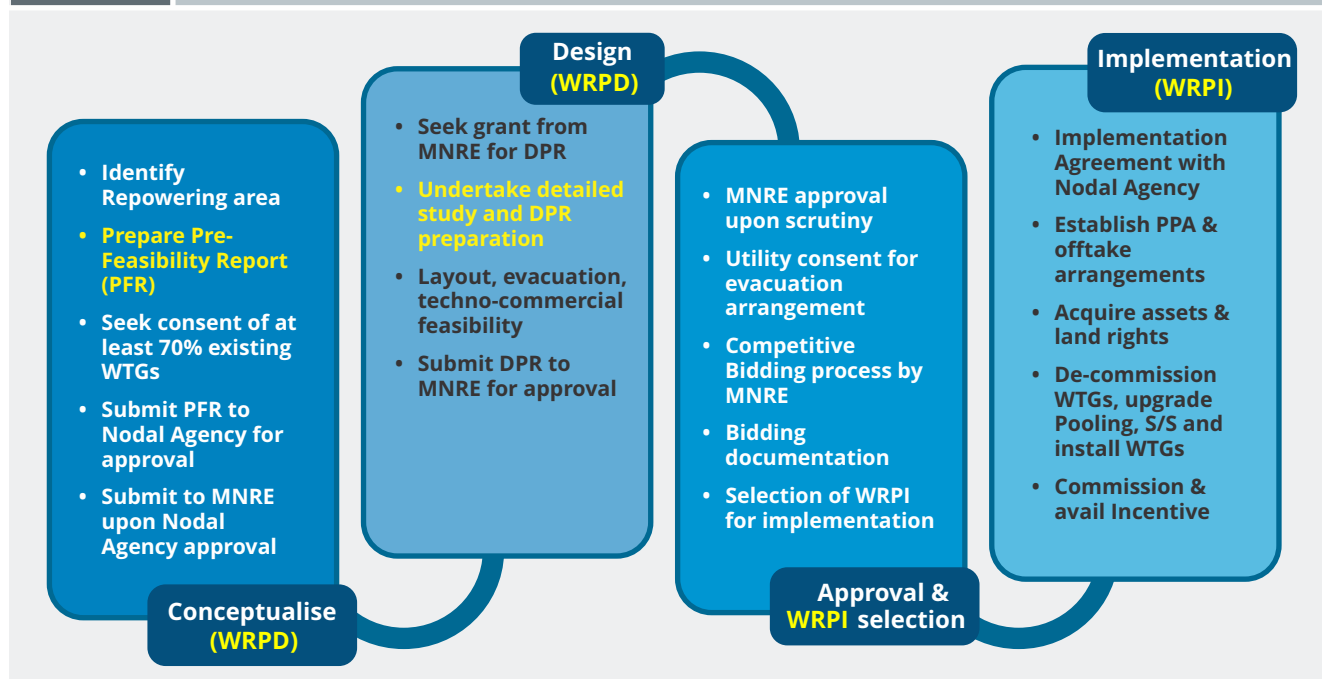 • Identify
Repowering area
• Prepare Pre-
Feasibility Report
(PFR)
• Seek consent of at
least 70% existing
WTGs
• Submit PFR to
Nodal Agency for
approval
• Submit to MNRE
upon Nodal
Agency approval
Conceptualise
(WRPD)
Design
(WRPD)
• Seek grant from
MNRE for DPR
• Undertake detailed
study and DPR
preparation
• Layout, evacuation,
techno-commercial
feasibility
• Submit DPR to
MNRE for approval
• MNRE approval
upon scrutiny
• Utility consent for
evacuation
arrangement
• Competitive
Bidding process by
MNRE
• Bidding
documentation
• Selection of WRPI
for implementation
Approval &
WRPI selection
Implementation
(WRPI)
• Implementation
Agreement with
Nodal Agency
• Establish PPA &
offtake
arrangements
• Acquire assets &
land rights
• De-commission
WTGs, upgrade
Pooling, S/S and
install WTGs
• Commission &
avail Incentive